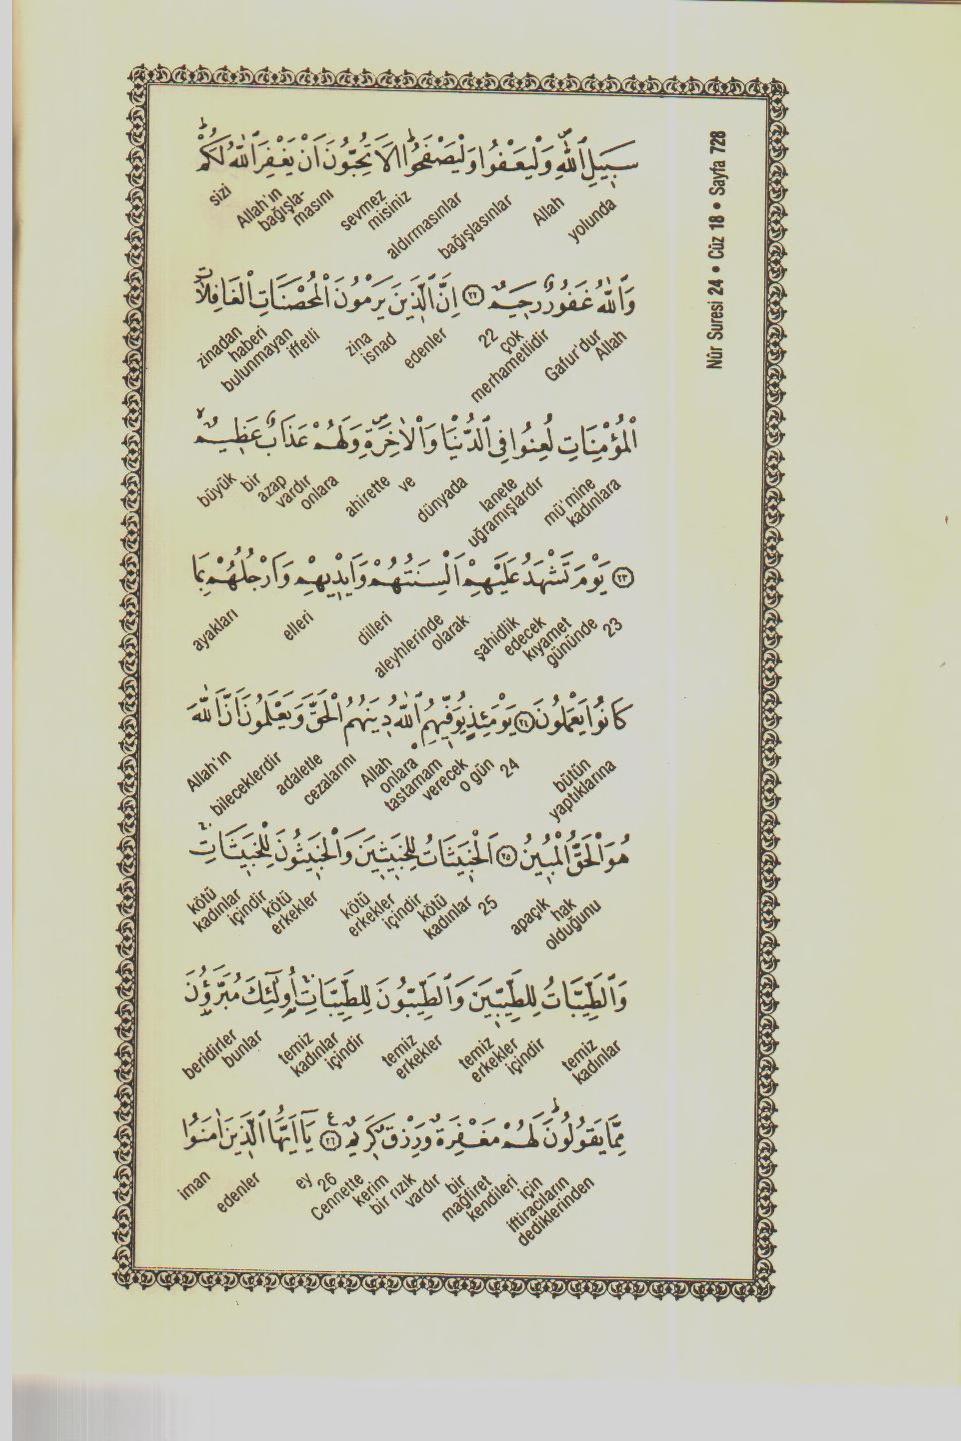 Nûr Suresi 24 • Cüz 18 • Sayfa 728
سَبِيلِ اللّٰهِ وَلْيَعْفُوا وَلْيَصْفَحُواۜ اَلَا تُحِبُّونَ اَنْ يَغْفِرَ اللّٰهُ لَكُمْۜ
yolunda Allah bağışlasınlar aldırmasınlar sevmez misiniz Allah'ın bağışla-masını sizi
وَاللّٰهُ غَفُورٌ رَحِيمٌ ﴿٢٢﴾ اِنَّ الَّذِينَ يَرْمُونَ الْمُحْصَنَاتِ الْغَافِلَاتِ
Allah Gafur'dur çok merhametlidir 22 edenler zina isnad iffetli zinadan haberi bulunmayan
الْمُؤْمِنَاتِ لُعِنُوا فِي الدُّنْيَا وَالْاٰخِرَةِۖ وَلَهُمْ عَذَابٌ عَظِيمٌۙ
mü'mine kadınlara lanete uğramışlardır dünyada ve ahirette onlara vardır azap bir büyük
﴿٢٣﴾ يَوْمَ تَشْهَدُ عَلَيْهِمْ اَلْسِنَتُهُمْ وَاَيْدِيهِمْ وَاَرْجُلُهُمْ بِمَا
23 kıyamet gününde şahidlik edecek aleyhlerinde olarak dilleri elleri ayakları
كَانُوا يَعْمَلُونَ ﴿٢٤﴾ يَوْمَئِذٍ يُوَفِّيهِمُ اللّٰهُ دِينَهُمُ الْحَقَّ وَيَعْلَمُونَ اَنَّ اللّٰهَ
bütün yaptıklarına 24 o gün tastamam verecek onlara Allah cezalarını adaletle bileceklerdir Allah'ın
هُوَ الْحَقُّ الْمُبِينُ ﴿٢٥﴾ اَلْخَبِيثَاتُ لِلْخَبِيثِينَ وَالْخَبِيثُونَ لِلْخَبِيثَاتِۚ
hak olduğunu apaçık 25 kötü kadınlar kötü erkekler içindir kötü erkekler kötü kadınlar içindir
وَالطَّيِّبَاتُ لِلطَّيِّبِينَ وَالطَّيِّبُونَ لِلطَّيِّبَاتِۚ اُولٰٓئِكَ مُبَرَّؤُنَ
temiz kadınlar temiz erkekler içindir temiz erkekler temiz kadınlar içindir bunlar beridirler
مِمَّا يَقُولُونَۜ لَهُمْ مَغْفِرَةٌ وَرِزْقٌ كَرِيمٌ ﴿٢٦﴾ يَا اَيُّهَا الَّذِينَ اٰمَنُوا
iftiracıların dediklerinden için kendileri bir mağfiret vardır bir rızık kerim Cennette 26 ey edenler iman